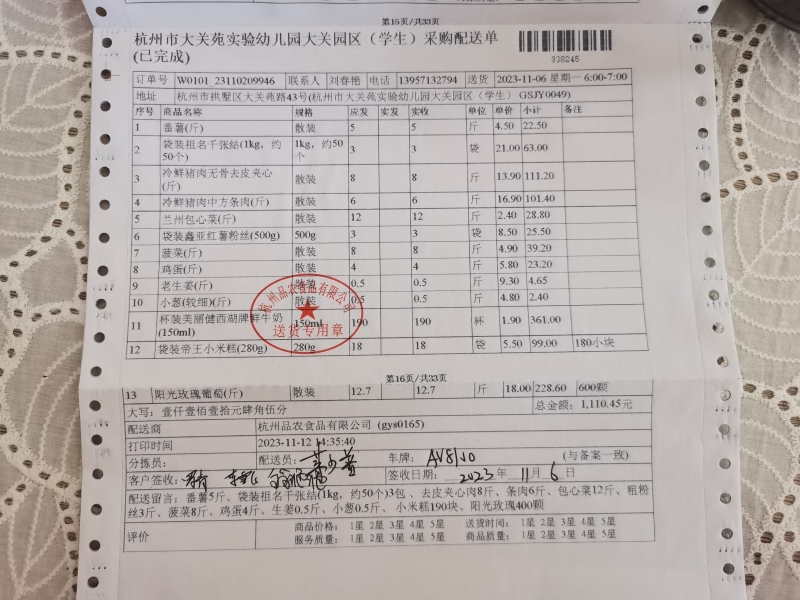 第15页/共33页
杭州市大关苑实验幼儿园大关园区（学生）采购配送单
(已完成)
938245
订单号 W0101_23110209946 联系人 刘春艳 电话 13957132794 送货 2023-11-06 星期一 6:00-7:00
地址 杭州市拱墅区大关苑路43号(杭州市大关苑实验幼儿园大关园区（学生）GSJY0049)
序号 商品名称 规格 应发 实发 实收 单位 单价 小计 备注
1 番薯(斤) 散装 5 5 斤 4.50 22.50
2 袋装祖名千张结(1kg，约50个) 1kg，约50个 3 3 袋 21.00 63.00
3 冷鲜猪肉无骨去皮夹心(斤) 散装 8 8 斤 13.90 111.20
4 冷鲜猪肉中方条肉(斤) 散装 6 6 斤 16.90 101.40
5 兰州包心菜(斤) 散装 12 12 斤 2.40 28.80
6 袋装鑫亚红薯粉丝(500g) 500g 3 3 袋 8.50 25.50
7 菠菜(斤) 散装 8 8 斤 4.90 39.20
8 鸡蛋(斤) 散装 4 4 斤 5.80 23.20
9 老生姜(斤) 散装 0.5 0.5 斤 9.30 4.65
10 小葱(较细)(斤) 散装 0.5 0.5 斤 4.80 2.40
11 杯装美丽健西湖牌鲜牛奶(150ml) 150ml 190 190 杯 1.90 361.00
12 袋装帝王小米糕(280g) 280g 18 18 袋 5.50 99.00 180小块
杭州品农食品有限公司
送货专用章
第16页/共33页
13 阳光玫瑰葡萄(斤) 散装 12.7 12.7 斤 18.00 228.60 600颗
大写：壹仟壹佰壹拾元肆角伍分 总金额：1,110.45元
配送商 杭州品农食品有限公司 (gys0165)
打印时间 2023-11-12 14:35:40
分拣员： 配送员： 车牌： AV8J10 (与备案一致)
客户签收： 签收日期： 2023 年 11 月 6 日
配送留言：番薯5斤、袋装祖名千张结(1kg，约50个)3包 、去皮夹心肉8斤、条肉6斤、包心菜12斤、粗粉
丝3斤、菠菜8斤、鸡蛋4斤、生姜0.5斤、小葱0.5斤、 小米糕190块、阳光玫瑰400颗
评价 商品价格： 1星 2星 3星 4星 5星 送货时间： 1星 2星 3星 4星 5星
服务质量： 1星 2星 3星 4星 5星 商品质量： 1星 2星 3星 4星 5星